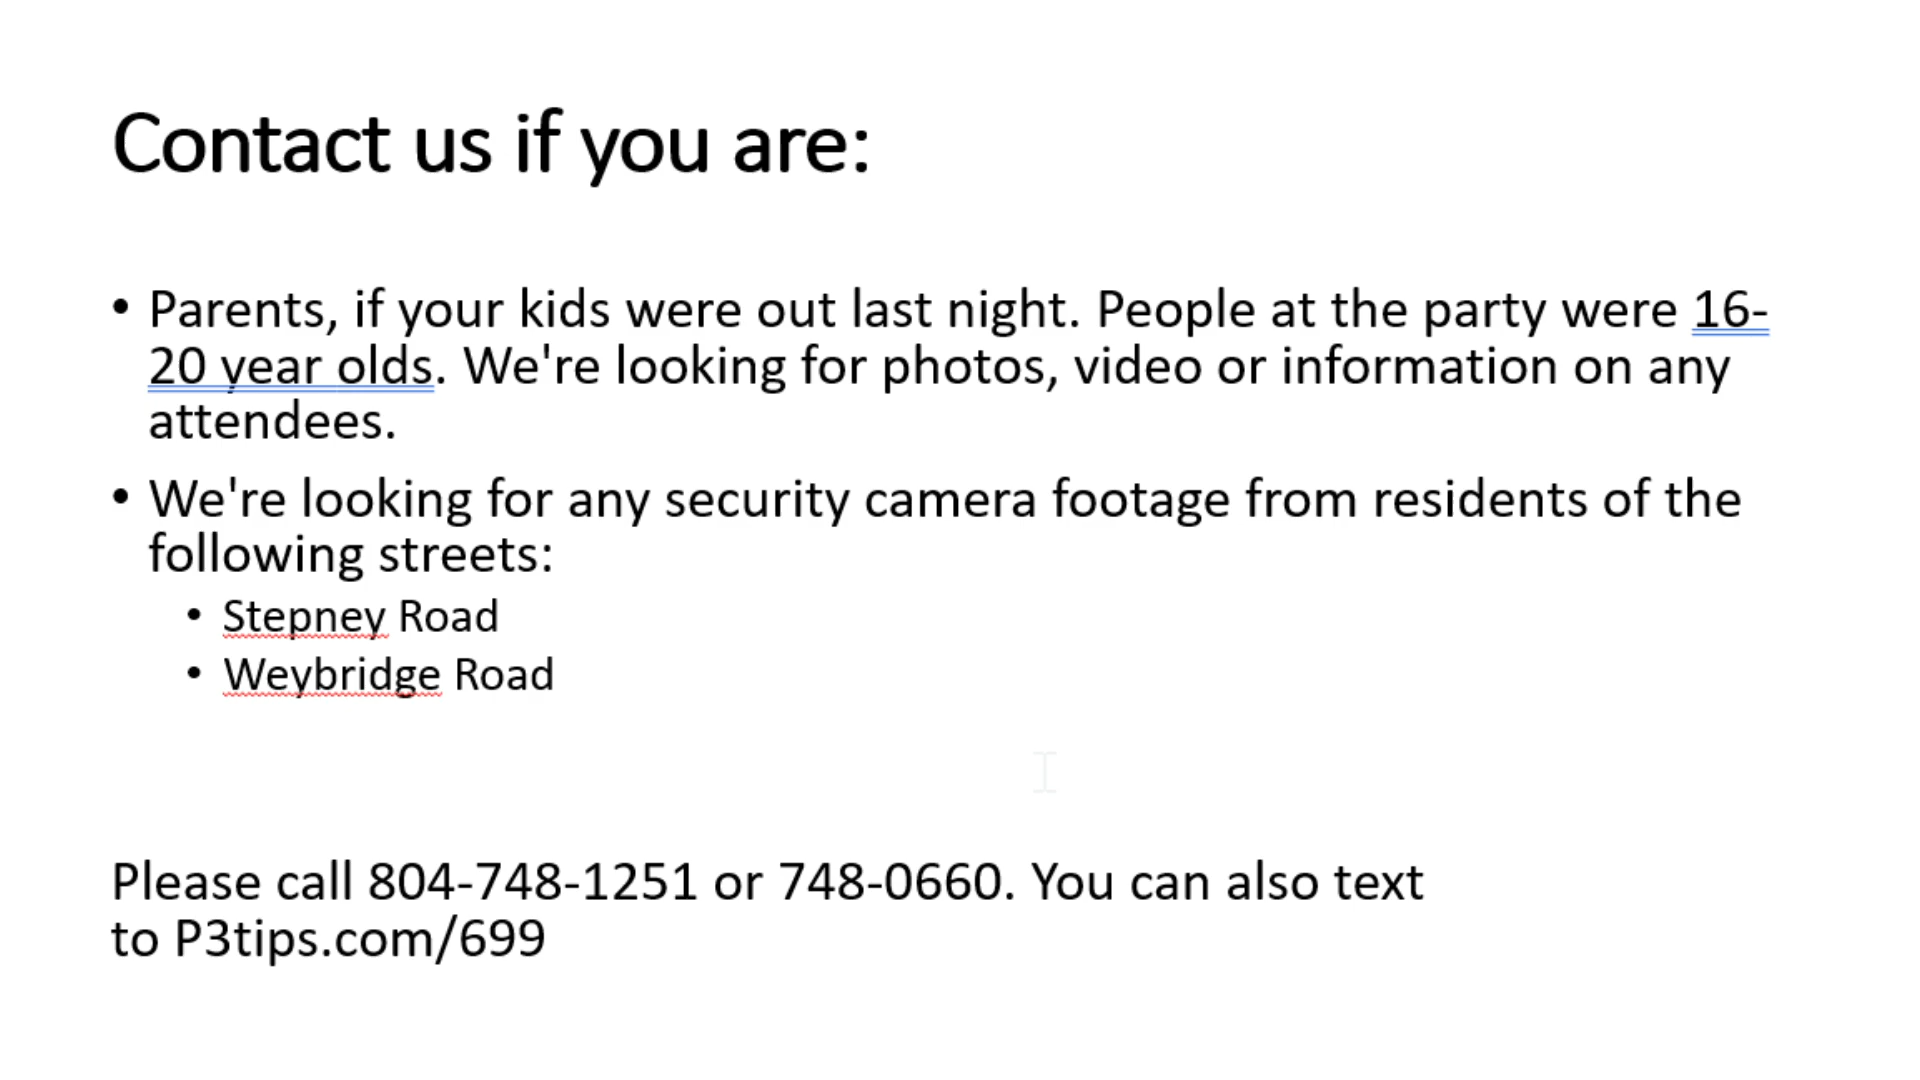 Contact us if you are:
• Parents, if your kids were out last night. People at the party were 16-
20 year olds. We're looking for photos, video or information on any
attendees.
• We're looking for any security camera footage from residents of the
following streets:
• Stepney Road
• Weybridge Road
Please call 804-748-1251 or 748-0660. You can also text
to P3tips.com/699